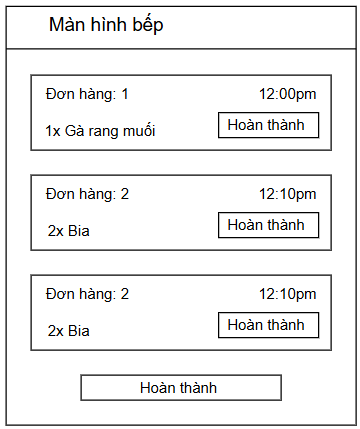 Màn hình bếp
Đơn hàng: 1 12:00pm
1x Gà rang muối Hoàn thành
Đơn hàng: 2 12:10pm
2x Bia Hoàn thành
Đơn hàng: 2 12:10pm
2x Bia Hoàn thành
Hoàn thành